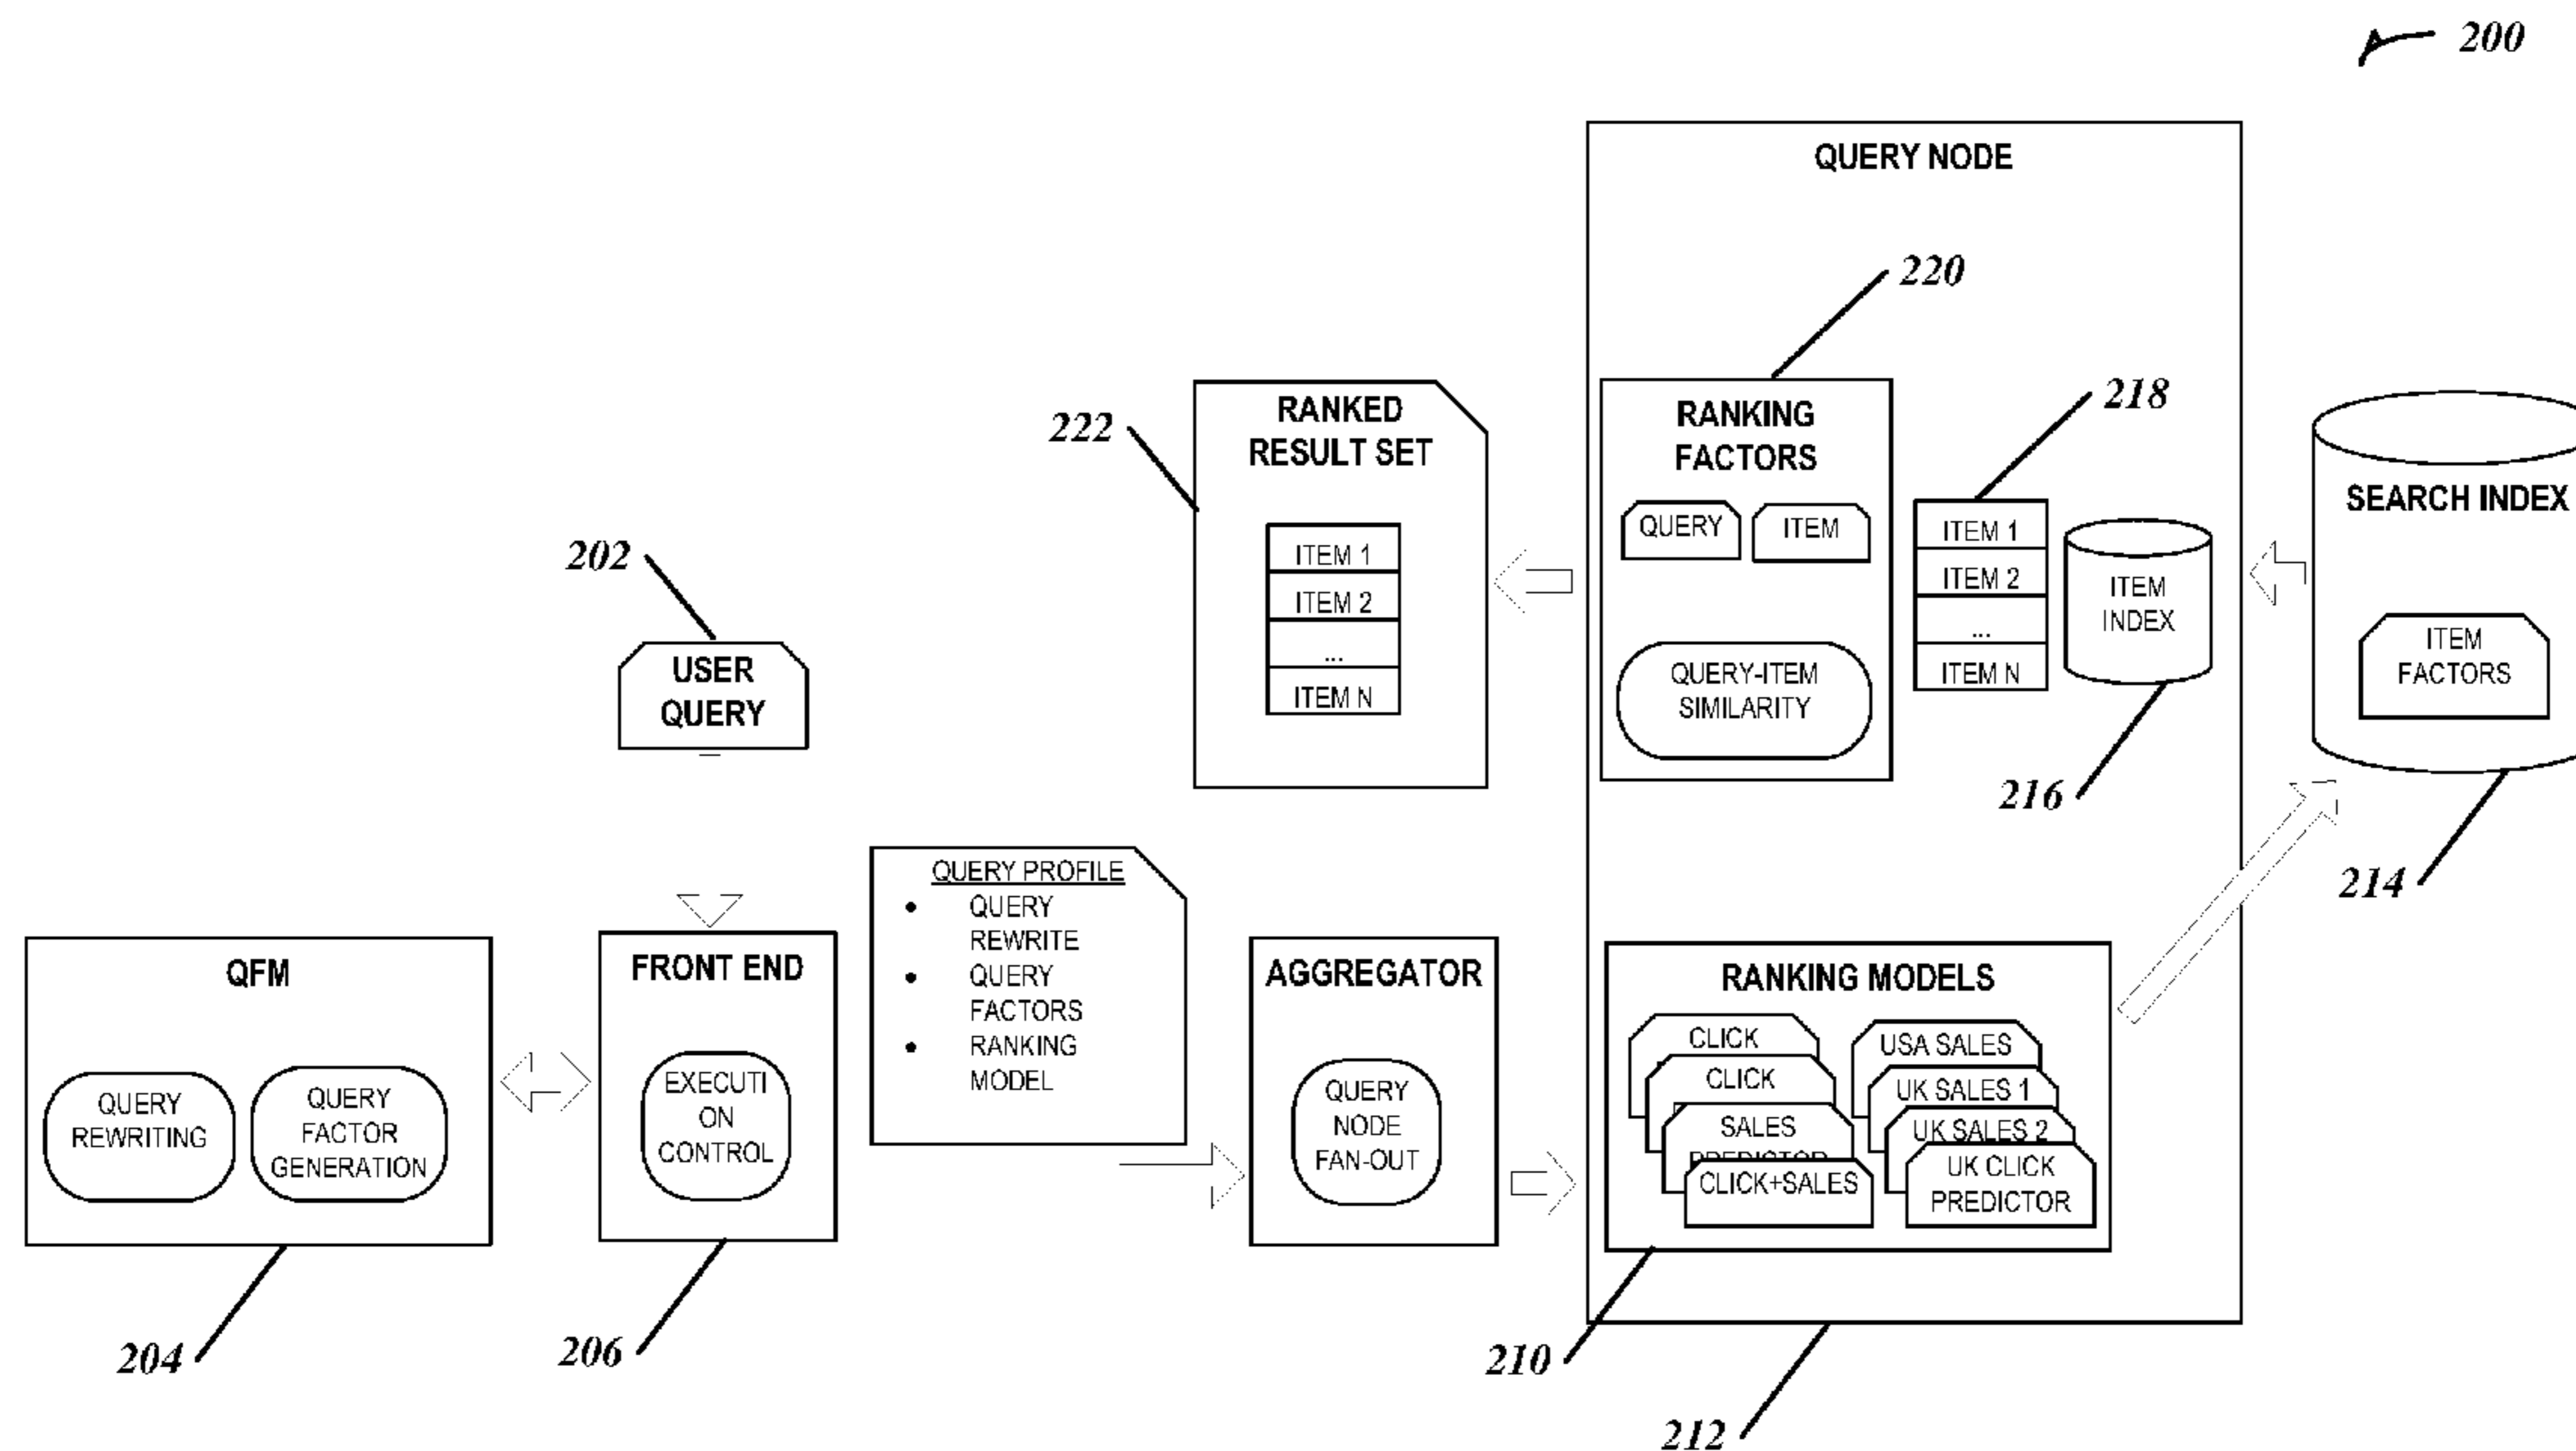 200
QUERY NODE
220
RANKING
FACTORS
QUERY
ITEM
QUERY-ITEM
SIMILARITY
218
ITEM 1
ITEM 2
...
ITEM N
ITEM
INDEX
216
SEARCH INDEX
ITEM
FACTORS
214
222
RANKED
RESULT SET
ITEM 1
ITEM 2
...
ITEM N
202
USER
QUERY
QFM
QUERY
REWRITING
QUERY
FACTOR
GENERATION
204
FRONT END
EXECUTI
ON
CONTROL
206
QUERY PROFILE
• QUERY
REWRITE
• QUERY
FACTORS
• RANKING
MODEL
AGGREGATOR
QUERY
NODE
FAN-OUT
RANKING MODELS
CLICK
CLICK
SALES
PREDICTOR
CLICK+SALES
USA SALES
UK SALES 1
UK SALES 2
UK CLICK
PREDICTOR
210
212